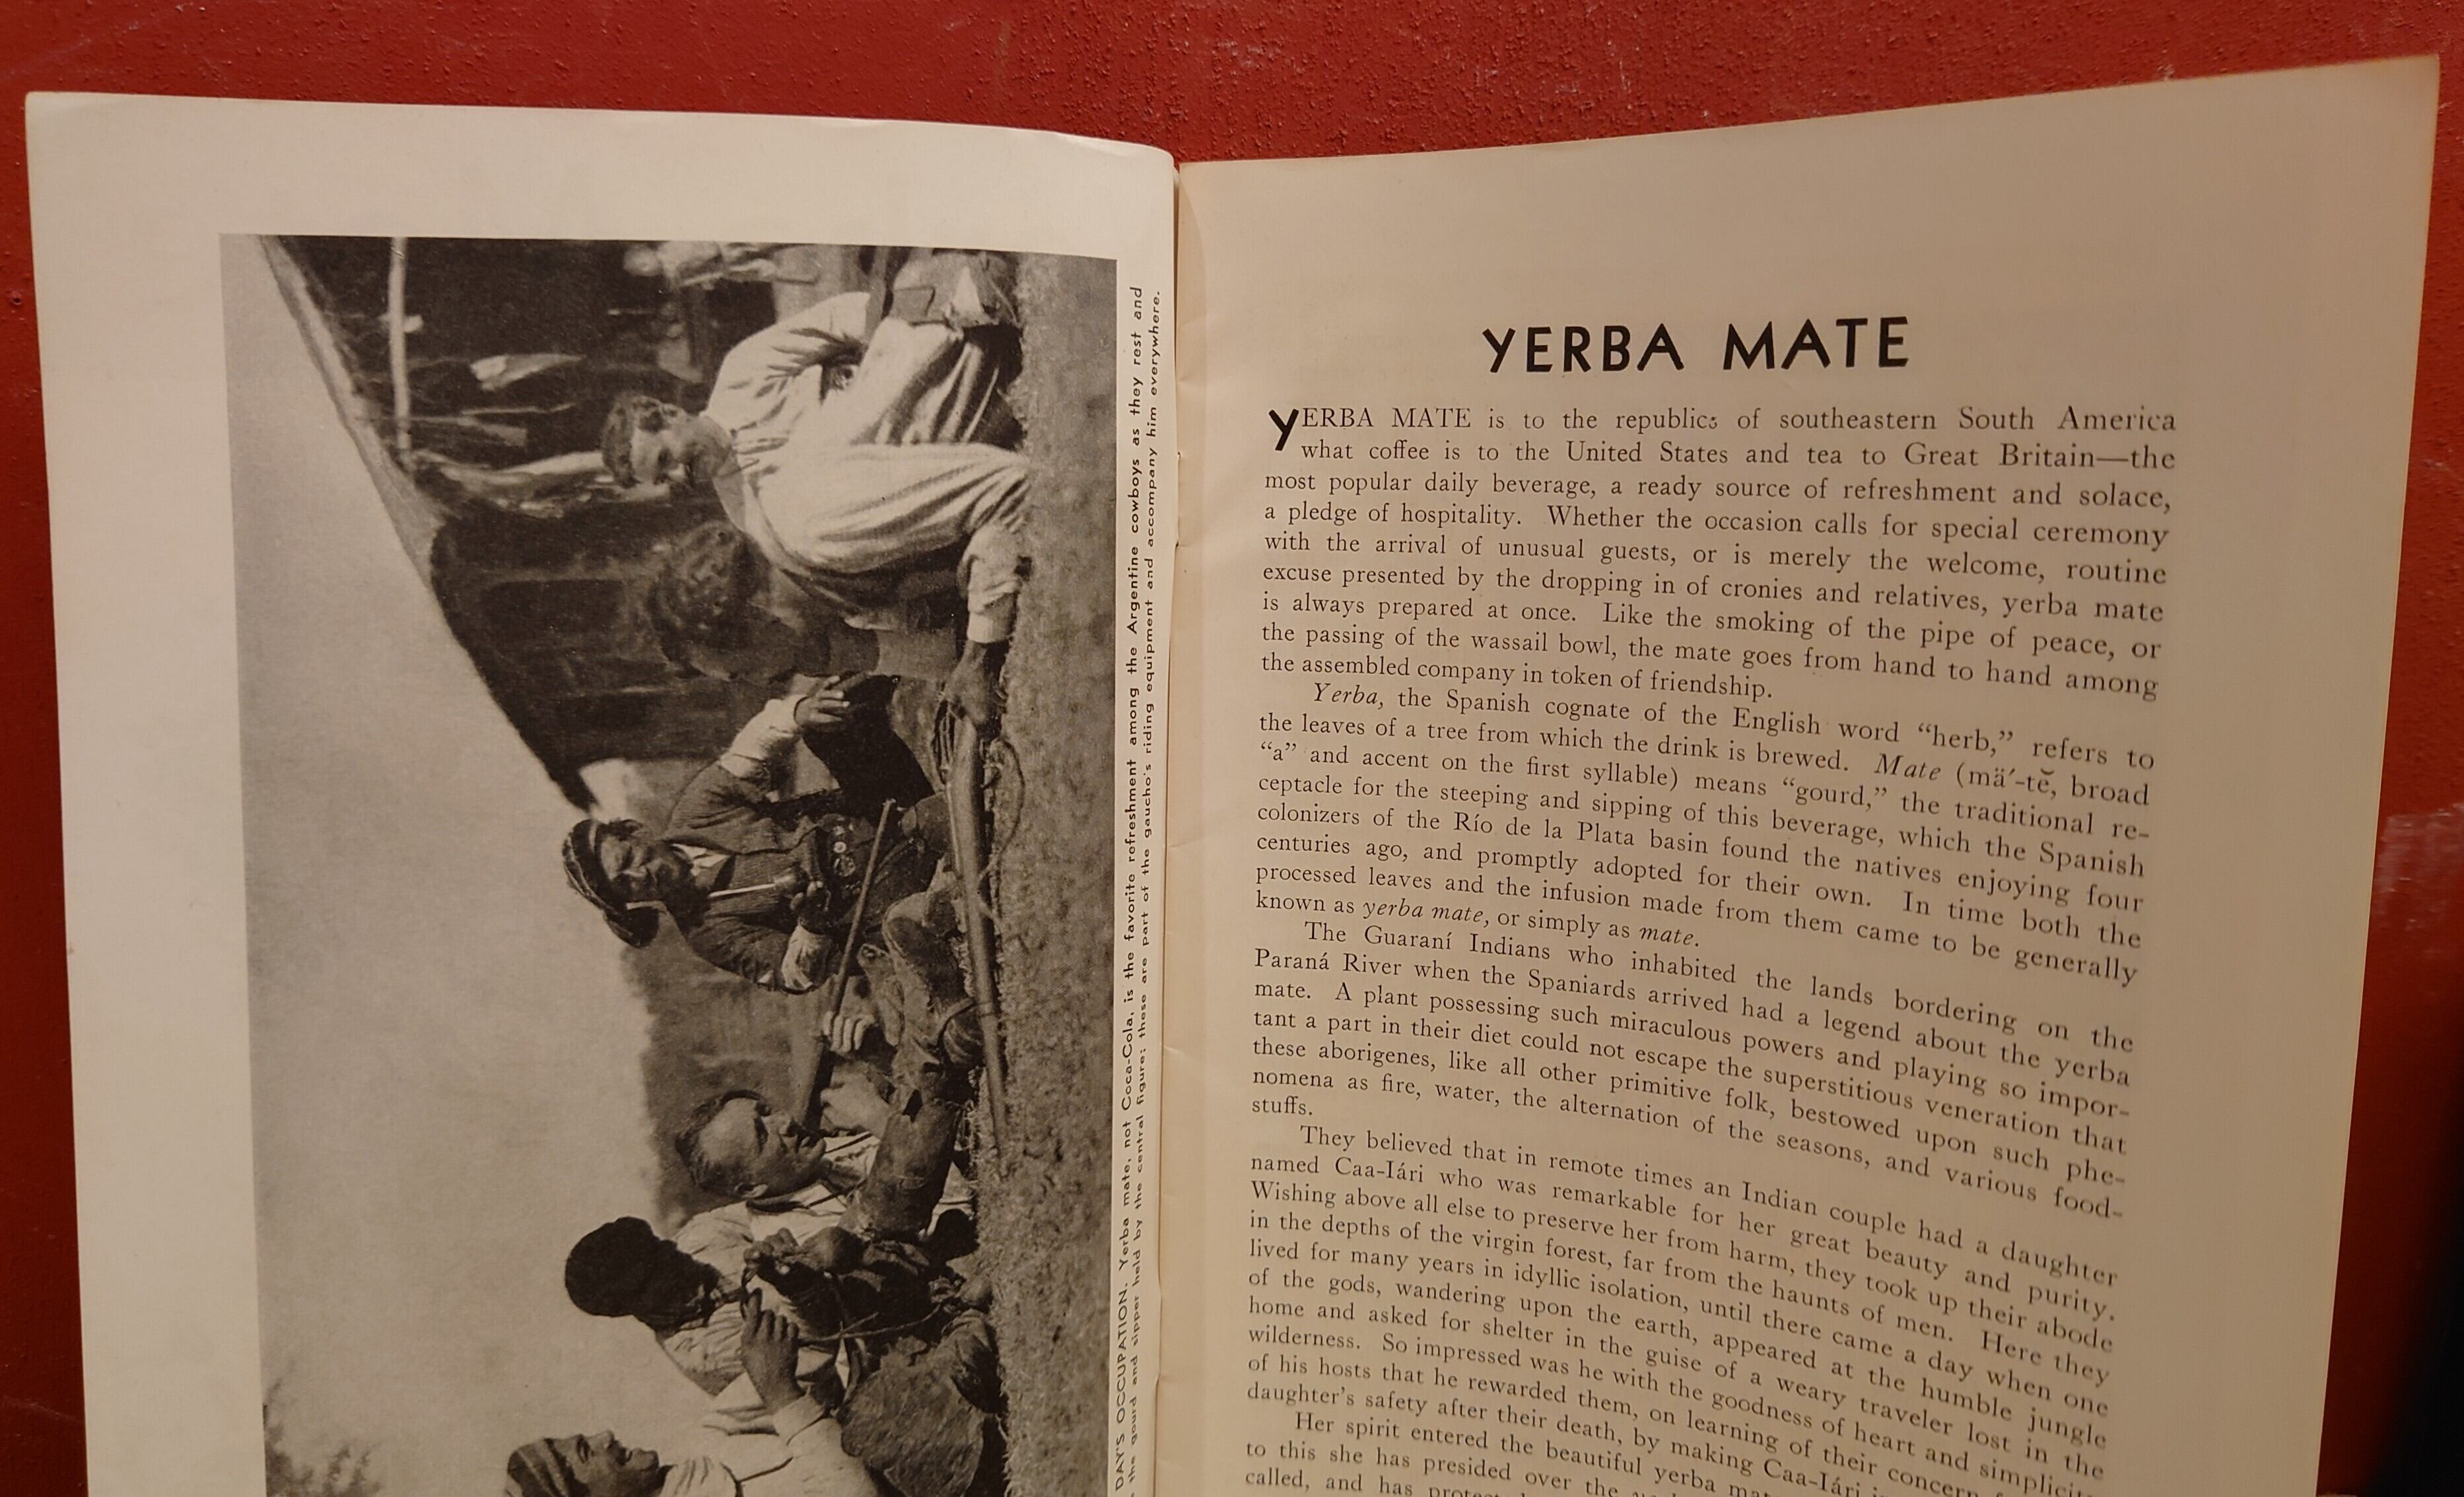 DAY'S OCCUPATION. Yerba mate, not Coca-Cola, is the favorite refreshment among the Argentine cowboys as they rest and
the gourd and sipper held by the central figure; these are part of the gaucho's riding equipment and accompany him everywhere.
YERBA MATE
YERBA MATE is to the republics of southeastern South America
what coffee is to the United States and tea to Great Britain—the
most popular daily beverage, a ready source of refreshment and solace,
a pledge of hospitality. Whether the occasion calls for special ceremony
with the arrival of unusual guests, or is merely the welcome, routine
excuse presented by the dropping in of cronies and relatives, yerba mate
is always prepared at once. Like the smoking of the pipe of peace, or
the passing of the wassail bowl, the mate goes from hand to hand among
the assembled company in token of friendship.
Yerba, the Spanish cognate of the English word “herb,” refers to
the leaves of a tree from which the drink is brewed. Mate (mä′-tĕ, broad
“a” and accent on the first syllable) means “gourd,” the traditional re-
ceptacle for the steeping and sipping of this beverage, which the Spanish
colonizers of the Río de la Plata basin found the natives enjoying four
centuries ago, and promptly adopted for their own. In time both the
processed leaves and the infusion made from them came to be generally
known as yerba mate, or simply as mate.
The Guaraní Indians who inhabited the lands bordering on the
Paraná River when the Spaniards arrived had a legend about the yerba
mate. A plant possessing such miraculous powers and playing so impor-
tant a part in their diet could not escape the superstitious veneration that
these aborigenes, like all other primitive folk, bestowed upon such phe-
nomena as fire, water, the alternation of the seasons, and various food-
stuffs.
They believed that in remote times an Indian couple had a daughter
named Caa-Iári who was remarkable for her great beauty and purity.
Wishing above all else to preserve her from harm, they took up their abode
in the depths of the virgin forest, far from the haunts of men. Here they
lived for many years in idyllic isolation, until there came a day when one
of the gods, wandering upon the earth, appeared at the humble jungle
home and asked for shelter in the guise of a weary traveler lost in the
wilderness. So impressed was he with the goodness of heart and simplicity
of his hosts that he rewarded them, on learning of their concern
daughter's safety after their death, by making Caa-Iári
Her spirit entered the beautiful yerba
to this she has presided over the
called, and has